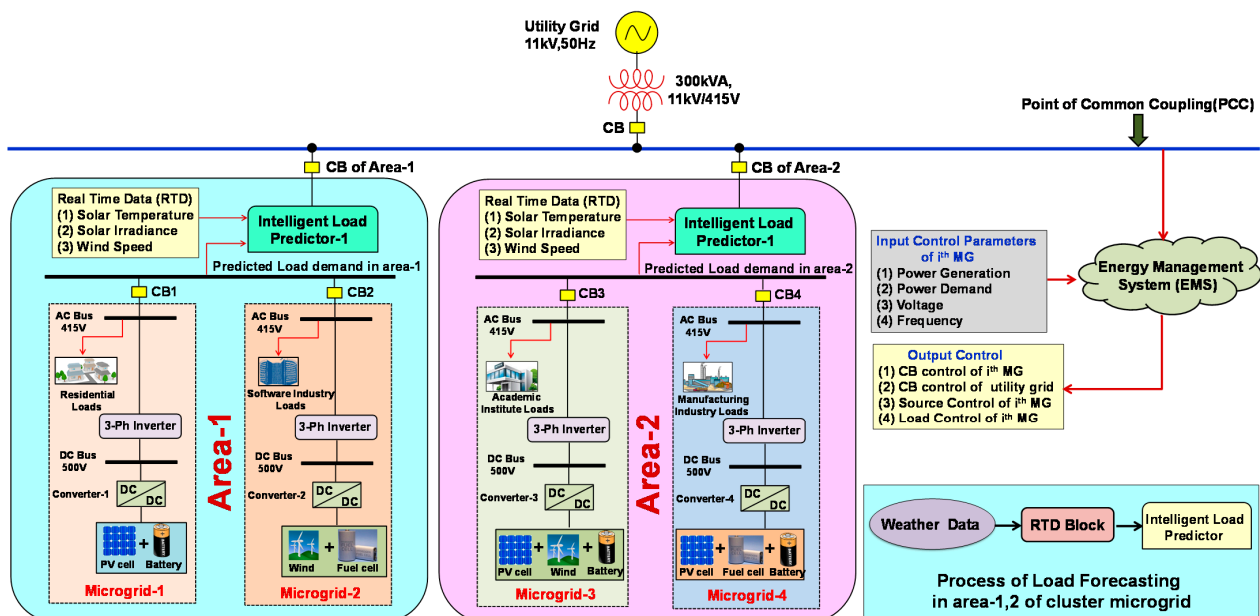 Utility Grid
11kV,50Hz
300kVA,
11kV/415V
CB
Point of Common Coupling(PCC)
CB of Area-1
CB of Area-2
Real Time Data (RTD)
(1) Solar Temperature
(2) Solar Irradiance
(3) Wind Speed
Intelligent Load
Predictor-1
Predicted Load demand in area-1
CB1
CB2
AC Bus
415V
Residential
Loads
3-Ph Inverter
DC Bus
500V
Converter-1
DC
DC
PV cell
+
Battery
Microgrid-1
Area-1
AC Bus
415V
Software Industry
Loads
3-Ph Inverter
DC Bus
500V
Converter-2
DC
DC
Wind
+
Fuel cell
Microgrid-2
Real Time Data (RTD)
(1) Solar Temperature
(2) Solar Irradiance
(3) Wind Speed
Intelligent Load
Predictor-1
Predicted Load demand in area-2
CB3
CB4
AC Bus
415V
Academic
Institute Loads
3-Ph Inverter
DC Bus
500V
Converter-3
DC
DC
PV cell
+
Wind
+
Battery
Microgrid-3
Area-2
AC Bus
415V
Manufacturing
Industry Loads
3-Ph Inverter
DC Bus
500V
Converter-4
DC
DC
PV cell
+
Fuel cell
+
Battery
Microgrid-4
Input Control Parameters
of ith MG
(1) Power Generation
(2) Power Demand
(3) Voltage
(4) Frequency
Energy Management
System (EMS)
Output Control
(1) CB control of ith MG
(2) CB control of utility grid
(3) Source Control of ith MG
(4) Load Control of ith MG
Weather Data
RTD Block
Intelligent Load
Predictor
Process of Load Forecasting
in area-1,2 of cluster microgrid